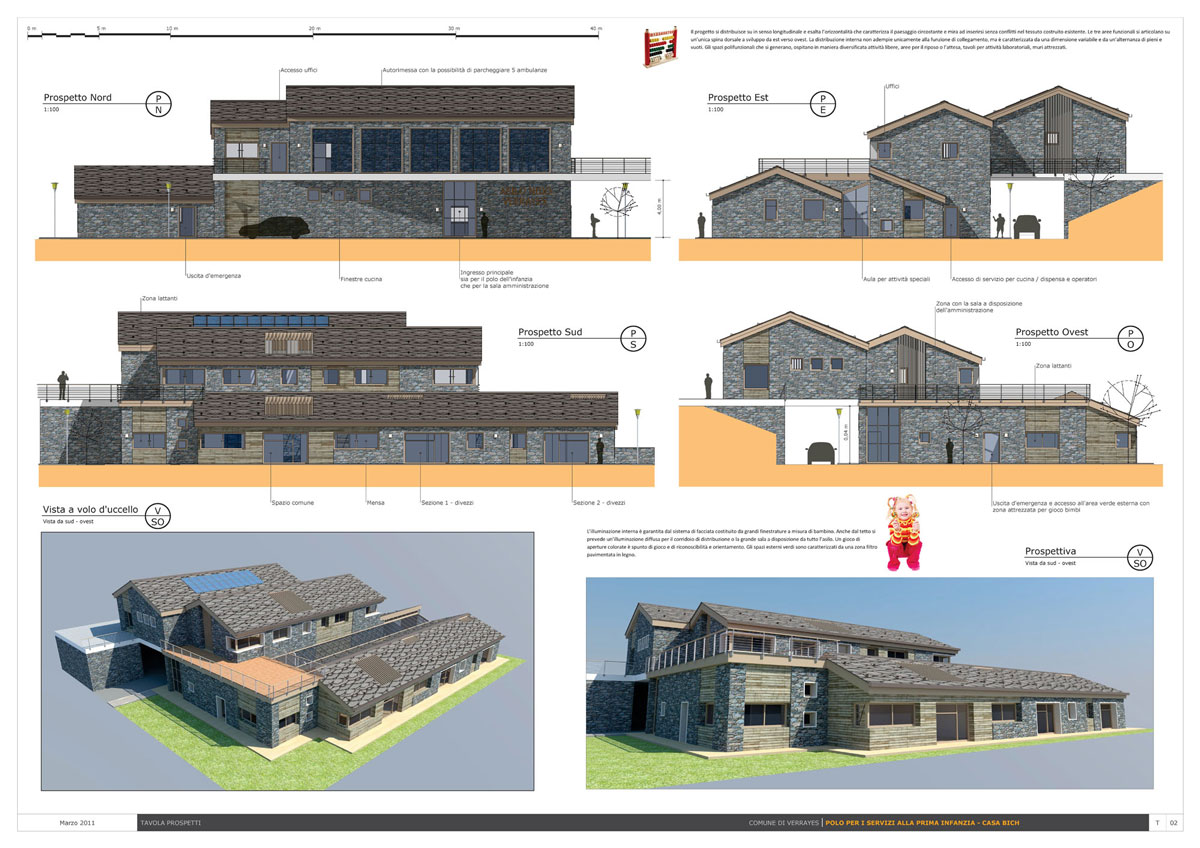 0 m 5 m 10 m 20 m 30 m 40 m
Il progetto si distribuisce su in senso longitudinale e esalta l'orizzontalità che caratterizza il paesaggio circostante e mira ad inserirsi senza conflitti nel tessuto costruito esistente. Le tre aree funzionali si articolano su
un'unica spina dorsale a sviluppo da est verso ovest. La distribuzione interna non adempie unicamente alla funzione di collegamento, ma è caratterizzata da una dimensione variabile e da un'alternanza di pieni e
vuoti. Gli spazi polifunzionali che si generano, ospitano in maniera diversificata attività libere, aree per il riposo o l'attesa, tavoli per attività laboratoriali, muri attrezzati.
Accesso uffici
Autorimessa con la possibilità di parcheggiare 5 ambulanze
Prospetto Nord
1:100
P
N
4,00 m
Uscita d'emergenza
Finestre cucina
Ingresso principale
sia per il polo dell'infanzia
che per la sala amministrazione
Prospetto Est
1:100
P
E
Uffici
Aula per attività speciali
Accesso di servizio per cucina / dispensa e operatori
Zona lattanti
Prospetto Sud
1:100
P
S
Spazio comune
Mensa
Sezione 1 - divezzi
Sezione 2 - divezzi
Zona con la sala a disposizione
dell'amministrazione
Prospetto Ovest
1:100
P
O
Zona lattanti
Uscita d'emergenza e accesso all'area verde esterna con
zona attrezzata per gioco bimbi
Vista a volo d'uccello
Vista da sud - ovest
V
SO
L'illuminazione interna è garantita dal sistema di facciata costituito da grandi finestrature a misura di bambino. Anche dal tetto si
prevede un'illuminazione diffusa per il corridoio di distribuzione o la grande sala a disposizione da tutto l'asilo. Un gioco di
aperture colorate è spunto di gioco e di riconoscibilità e orientamento. Gli spazi esterni verdi sono caratterizzati da una zona filtro
pavimentata in legno.
Prospettiva
Vista da sud - ovest
V
SO
Marzo 2011
TAVOLA PROSPETTI
COMUNE DI VERRAYES | POLO PER I SERVIZI ALLA PRIMA INFANZIA - CASA BICH
T 02